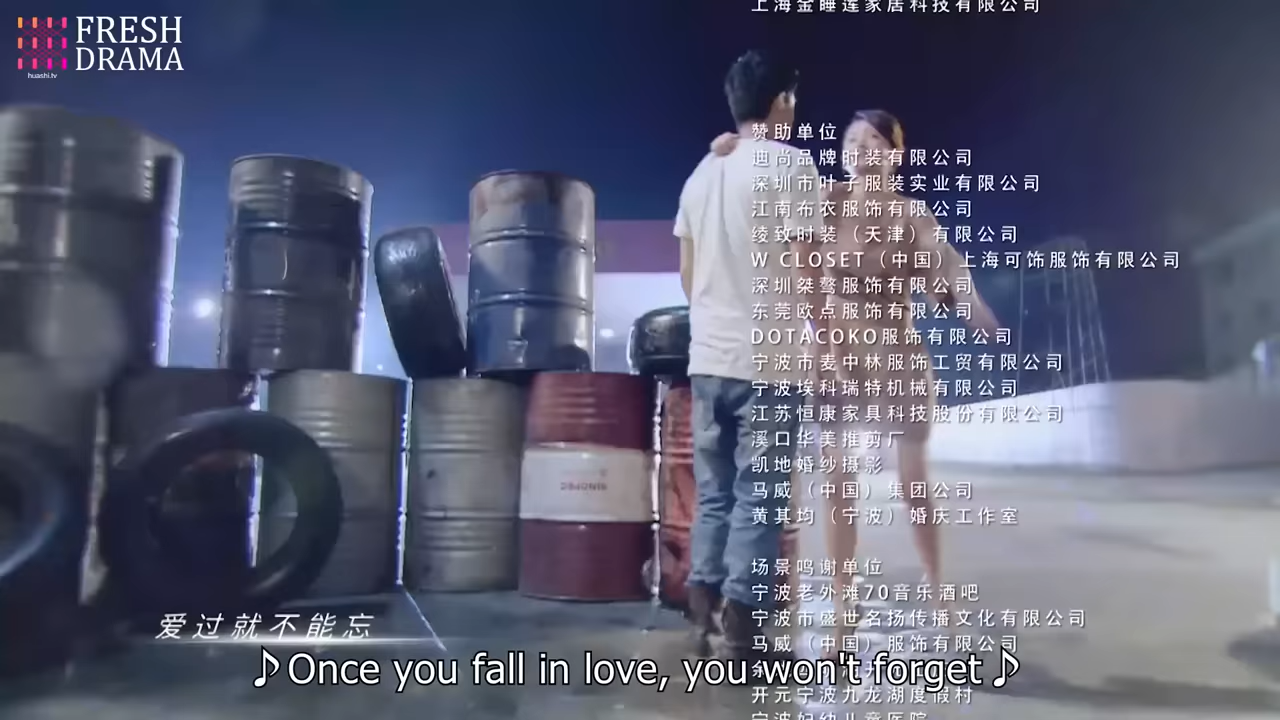 FRESH
DRAMA
huashi.tv
上海金睡莲家居科技有限公司
赞助单位
迪尚品牌时装有限公司
深圳市叶子服装实业有限公司
江南布衣服饰有限公司
绫致时装（天津）有限公司
W CLOSET（中国）上海可饰服饰有限公司
深圳桀骜服饰有限公司
东莞欧点服饰有限公司
DOTACOKO服饰有限公司
宁波市麦中林服饰工贸有限公司
宁波埃科瑞特机械有限公司
江苏恒康家具科技股份有限公司
溪口华美推剪厂
凯地婚纱摄影
马威（中国）集团公司
黄其均（宁波）婚庆工作室
SINOPEC
场景鸣谢单位
宁波老外滩70音乐酒吧
宁波市盛世名扬传播文化有限公司
马威（中国）服饰有限公司
爱过就不能忘
♪Once you fall in love, you won't forget♪
开元宁波九龙湖度假村
宁波妇幼儿童医院